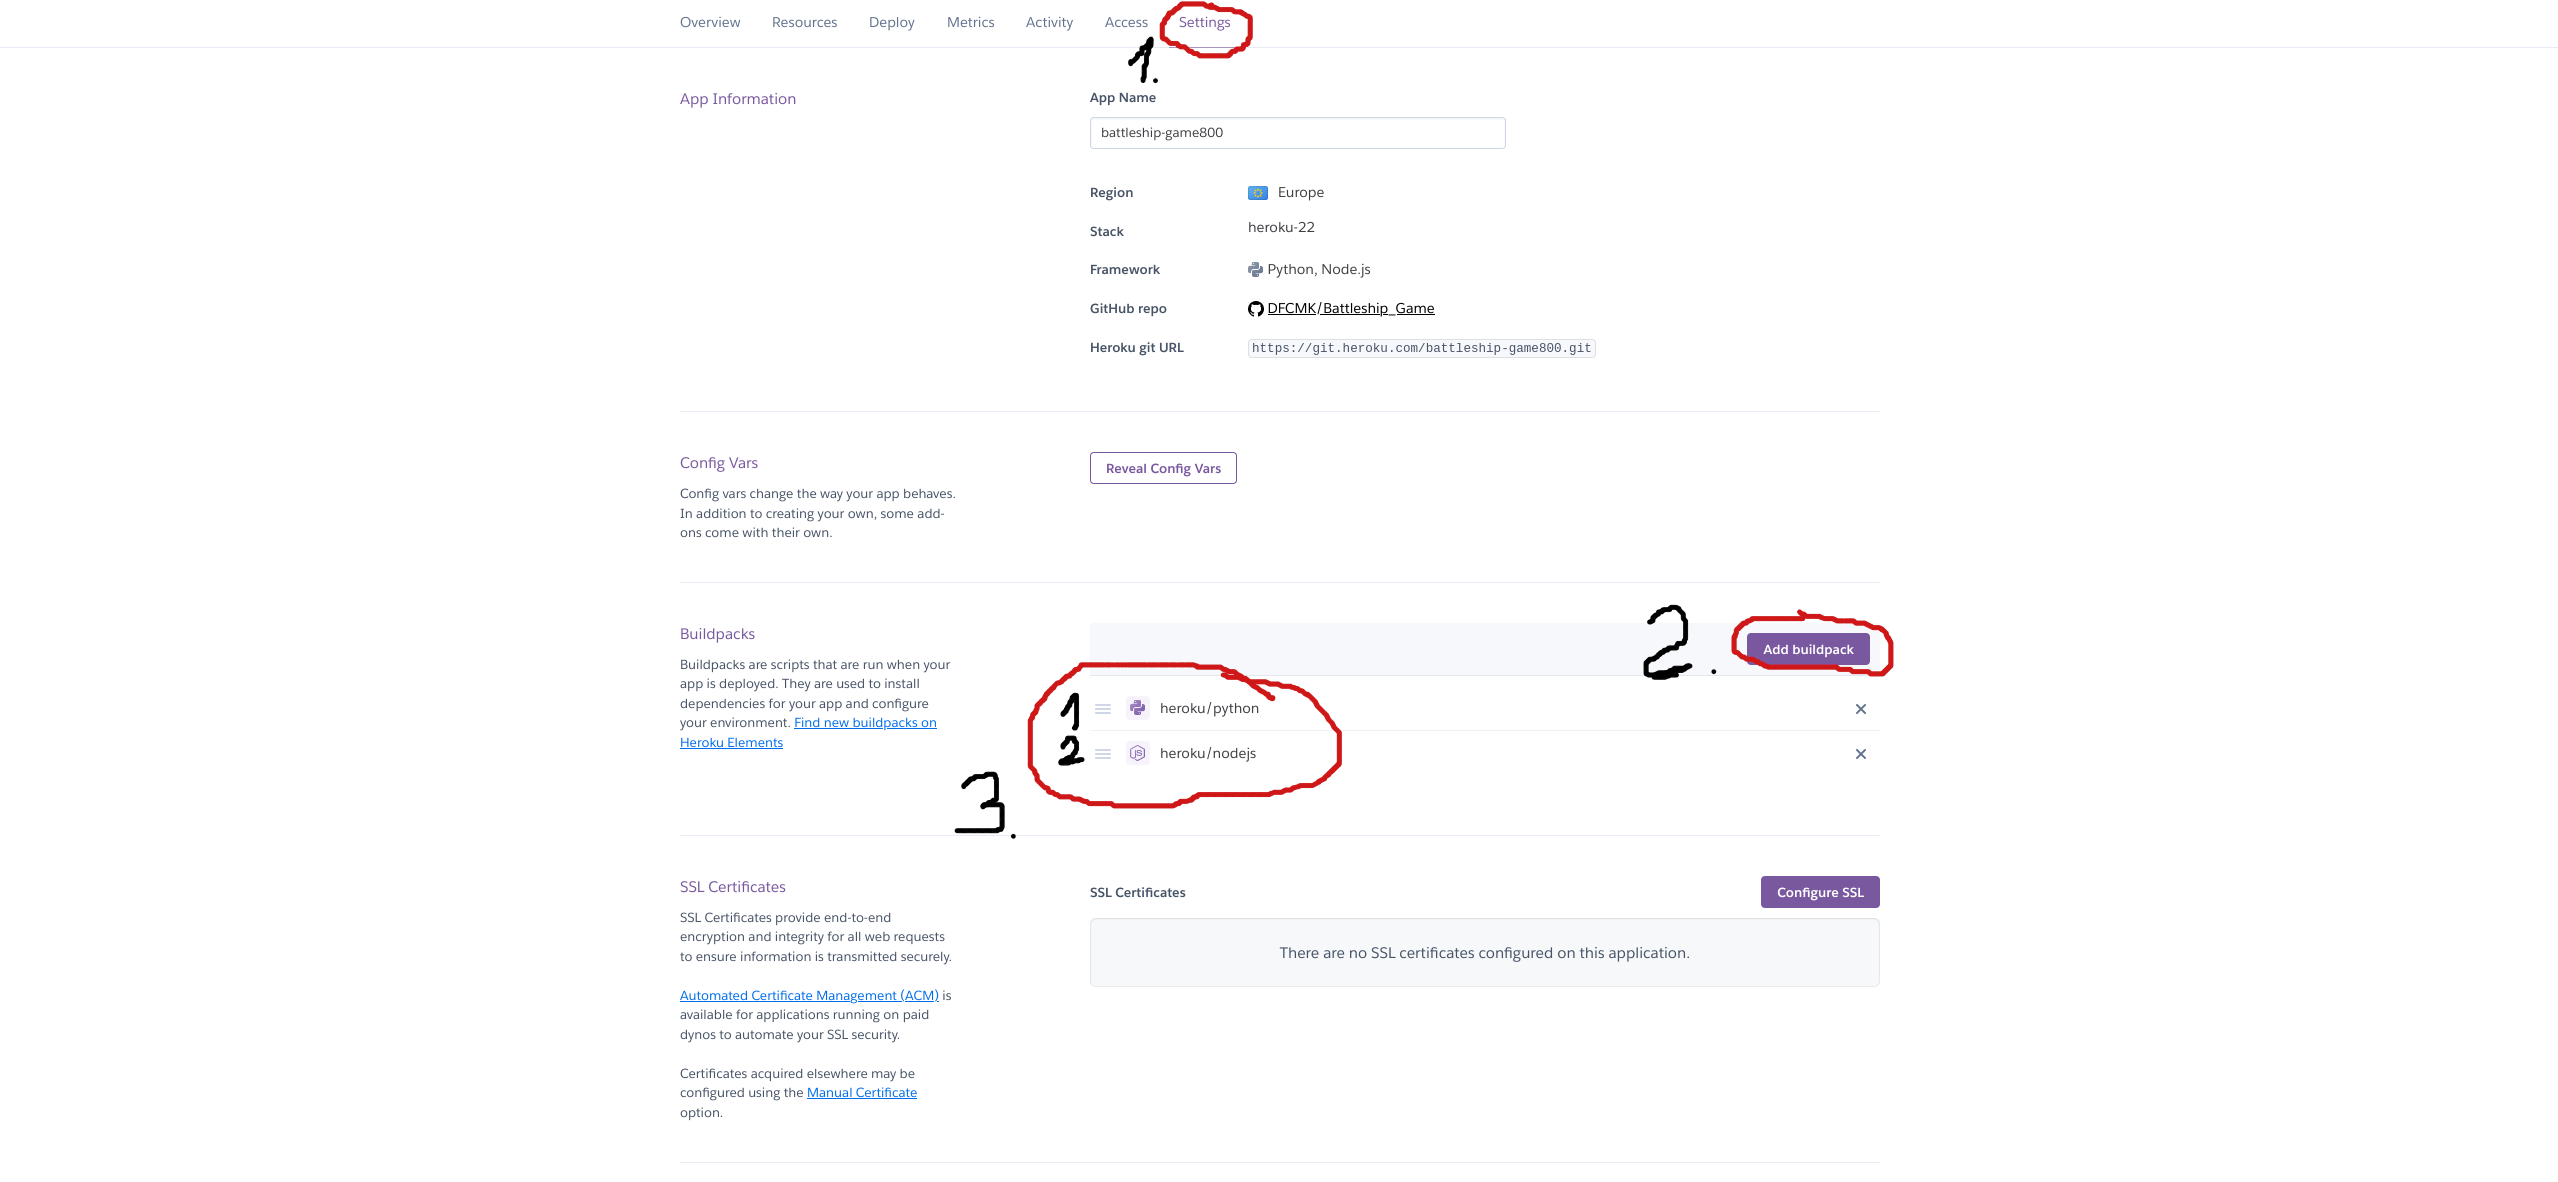 Overview Resources Deploy Metrics Activity Access Settings
1.
App Information
App Name
battleship-game800
Region Europe
Stack heroku-22
Framework Python, Node.js
GitHub repo DFCMK/Battleship_Game
Heroku git URL https://git.heroku.com/battleship-game800.git
Config Vars
Reveal Config Vars
Config vars change the way your app behaves.
In addition to creating your own, some add-
ons come with their own.
Buildpacks
2.
Add buildpack
Buildpacks are scripts that are run when your
app is deployed. They are used to install
dependencies for your app and configure
your environment. Find new buildpacks on
Heroku Elements
1 heroku/python
2 heroku/nodejs
3.
SSL Certificates
SSL Certificates provide end-to-end
encryption and integrity for all web requests
to ensure information is transmitted securely.
Automated Certificate Management (ACM) is
available for applications running on paid
dynos to automate your SSL security.
Certificates acquired elsewhere may be
configured using the Manual Certificate
option.
SSL Certificates
Configure SSL
There are no SSL certificates configured on this application.